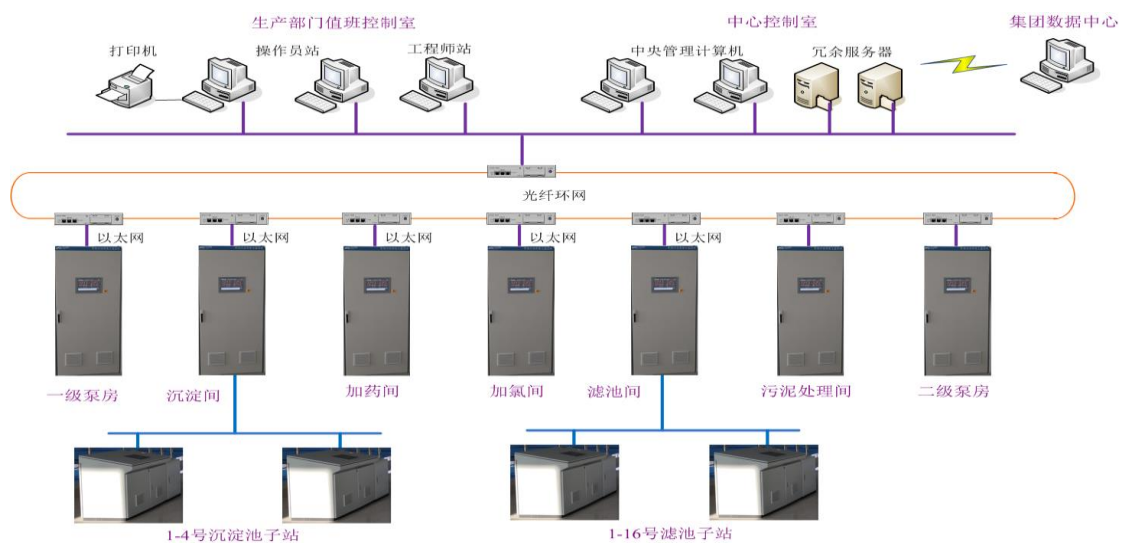 生产部门值班控制室
中心控制室
集团数据中心
打印机
操作员站
工程师站
中央管理计算机
冗余服务器
光纤环网
以太网
以太网
以太网
以太网
以太网
一级泵房
沉淀间
加药间
加氯间
滤池间
污泥处理间
二级泵房
1-4号沉淀池子站
1-16号滤池子站